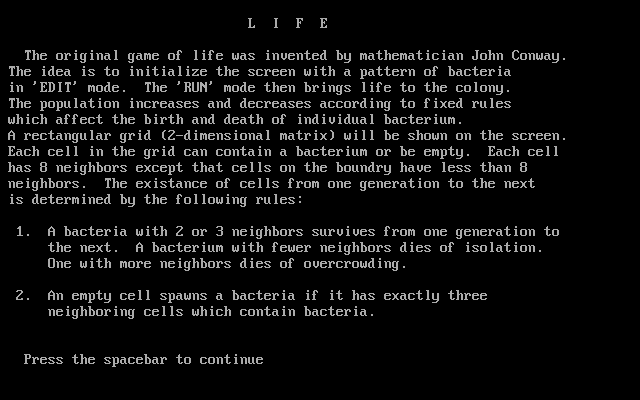 L I F E
The original game of life was invented by mathematician John Conway.
The idea is to initialize the screen with a pattern of bacteria
in 'EDIT' mode. The 'RUN' mode then brings life to the colony.
The population increases and decreases according to fixed rules
which affect the birth and death of individual bacterium.
A rectangular grid (2-dimensional matrix) will be shown on the screen.
Each cell in the grid can contain a bacterium or be empty. Each cell
has 8 neighbors except that cells on the boundry have less than 8
neighbors. The existance of cells from one generation to the next
is determined by the following rules:
1. A bacteria with 2 or 3 neighbors survives from one generation to
the next. A bacterium with fewer neighbors dies of isolation.
One with more neighbors dies of overcrowding.
2. An empty cell spawns a bacteria if it has exactly three
neighboring cells which contain bacteria.
Press the spacebar to continue